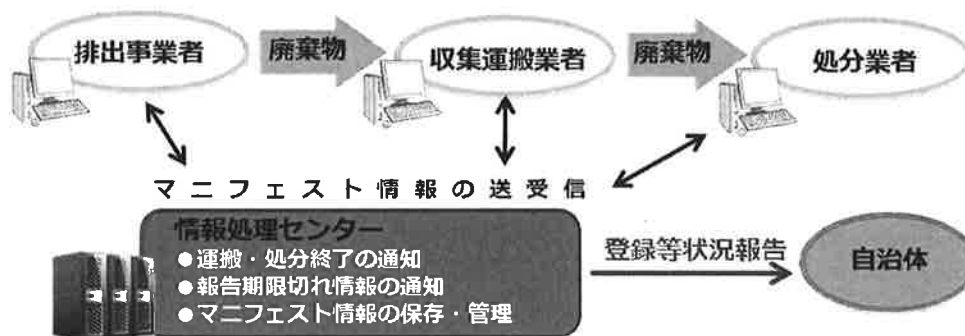 排出事業者
廃棄物
収集運搬業者
廃棄物
処分業者
マニフェスト情報の送受信
情報処理センター
●運搬・処分終了の通知
●報告期限切れ情報の通知
●マニフェスト情報の保存・管理
登録等状況報告
自治体